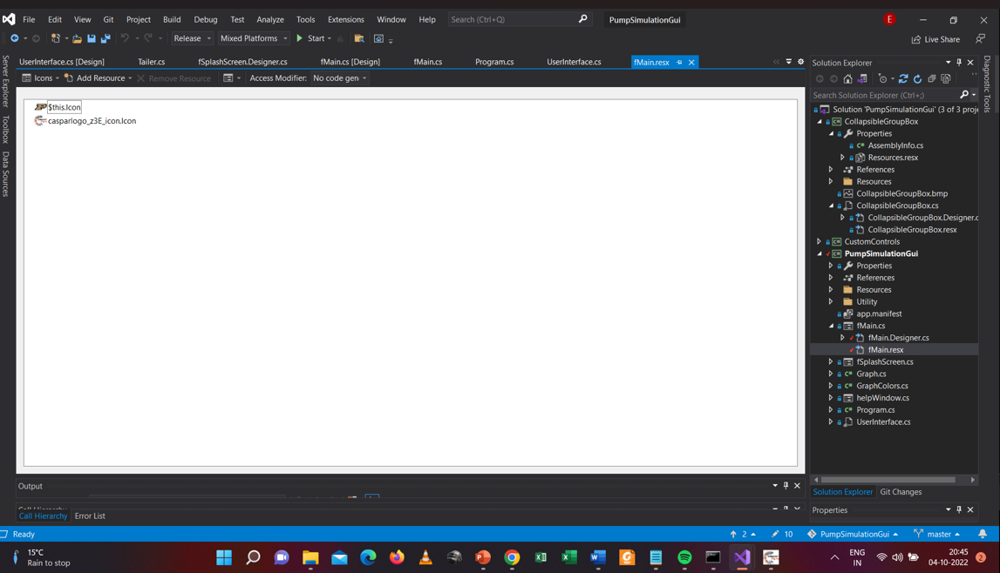 File Edit View Git Project Build Debug Test Analyze Tools Extensions Window Help Search (Ctrl+Q) PumpSimulationGui E
Release Mixed Platforms Start Live Share
UserInterface.cs [Design] Tailer.cs fSplashScreen.Designer.cs fMain.cs [Design] fMain.cs Program.cs UserInterface.cs fMain.resx
Icons Add Resource Remove Resource Access Modifier: No code gen
$this.Icon
casparlogo_z3E_icon.Icon
Server Explorer
Toolbox
Data Sources
Solution Explorer
Search Solution Explorer (Ctrl+;)
Solution 'PumpSimulationGui' (3 of 3 proje
CollapsibleGroupBox
Properties
AssemblyInfo.cs
Resources.resx
References
Resources
CollapsibleGroupBox.bmp
CollapsibleGroupBox.cs
CollapsibleGroupBox.Designer.c
CollapsibleGroupBox.resx
CustomControls
PumpSimulationGui
Properties
References
Resources
Utility
app.manifest
fMain.cs
fMain.Designer.cs
fMain.resx
fSplashScreen.cs
Graph.cs
GraphColors.cs
helpWindow.cs
Program.cs
UserInterface.cs
Solution Explorer Git Changes
Properties
Diagnostic Tools
Output
Call Hierarchy
Call Hierarchy Error List
Ready 2 10 PumpSimulationGui master
15°C
Rain to stop
ENG
IN
20:45
04-10-2022
2